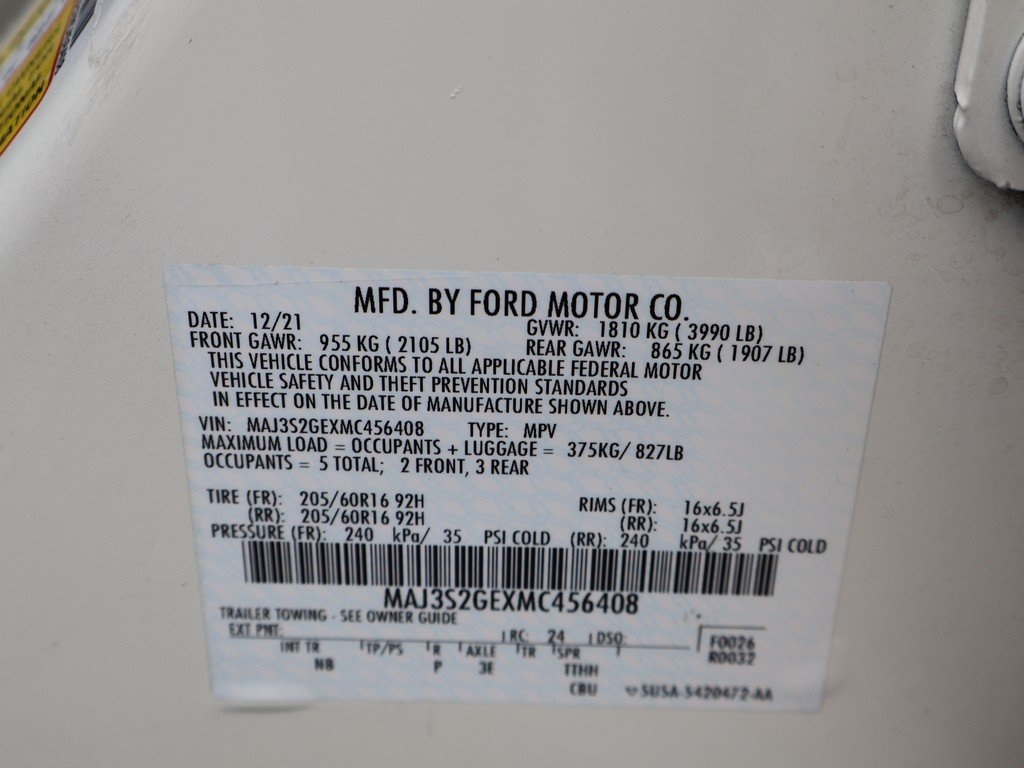 MFD. BY FORD MOTOR CO.
DATE: 12/21 GVWR: 1810 KG ( 3990 LB)
FRONT GAWR: 955 KG ( 2105 LB) REAR GAWR: 865 KG ( 1907 LB)
THIS VEHICLE CONFORMS TO ALL APPLICABLE FEDERAL MOTOR
VEHICLE SAFETY AND THEFT PREVENTION STANDARDS
IN EFFECT ON THE DATE OF MANUFACTURE SHOWN ABOVE.
VIN: MAJ3S2GEXMC456408 TYPE: MPV
MAXIMUM LOAD = OCCUPANTS + LUGGAGE = 375KG/ 827LB
OCCUPANTS = 5 TOTAL; 2 FRONT, 3 REAR
TIRE (FR): 205/60R16 92H RIMS (FR): 16x6.5J
(RR): 205/60R16 92H (RR): 16x6.5J
PRESSURE (FR): 240 kPa/ 35 PSI COLD (RR): 240 kPa/ 35 PSI COLD
MAJ3S2GEXMC456408
TRAILER TOWING - SEE OWNER GUIDE
EXT PNT: RC: 24 DSO: F0026
INT TR TP/PS R AXLE TR SPR R0032
NB P 3E TTHH
CBU SU5A-5420472-AA